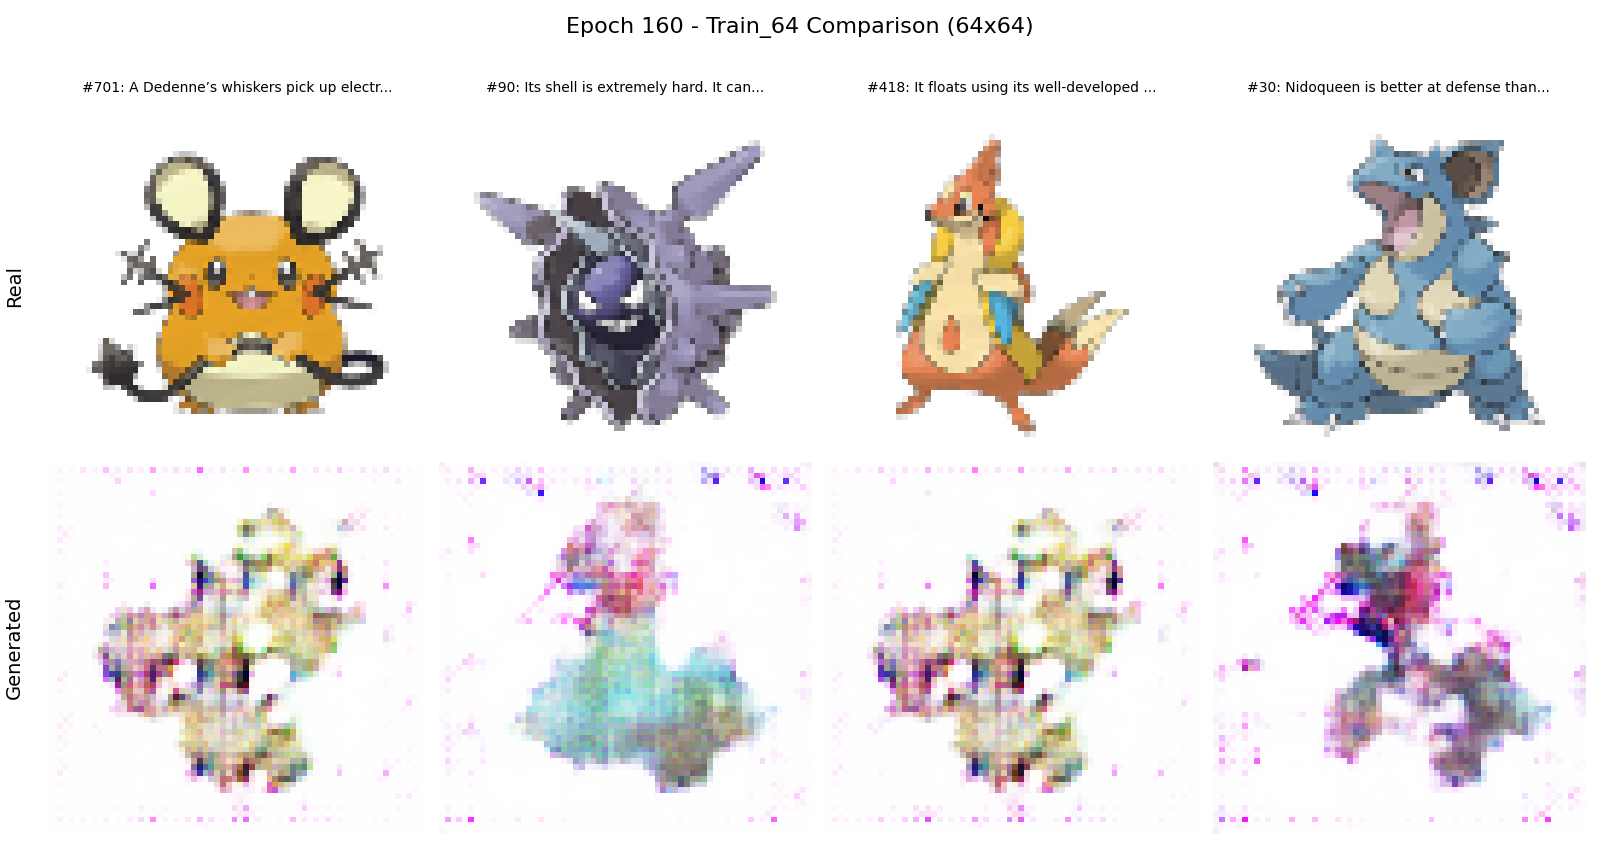 Epoch 160 - Train_64 Comparison (64x64)
#701: A Dedenne’s whiskers pick up electr...
#90: Its shell is extremely hard. It can...
#418: It floats using its well-developed ...
#30: Nidoqueen is better at defense than...
Real
Generated